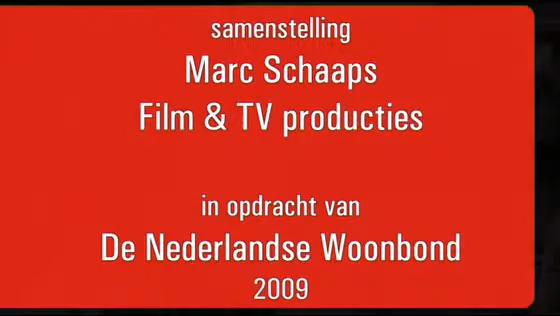 samenstelling
Marc Schaaps
Film & TV producties
in opdracht van
De Nederlandse Woonbond
2009